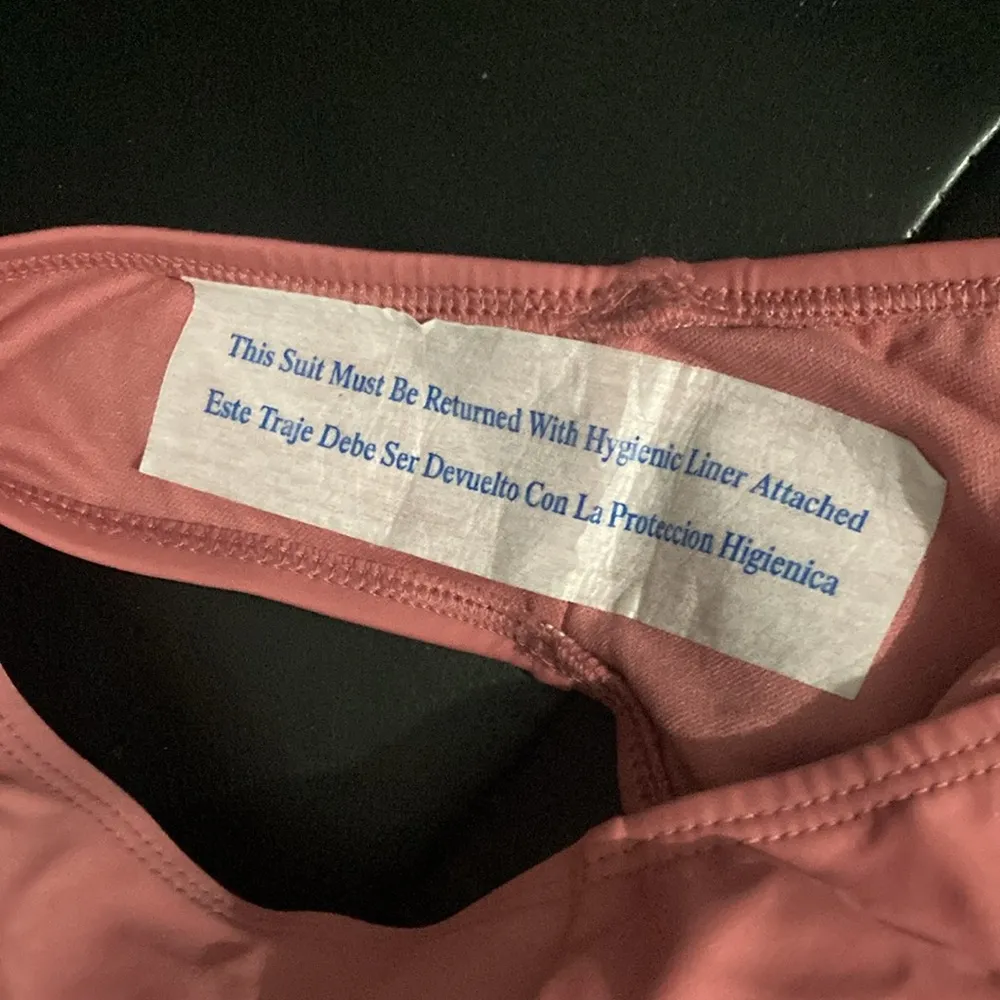 This Suit Must Be Returned With Hygienic Liner Attached
Este Traje Debe Ser Devuelto Con La Proteccion Higienica